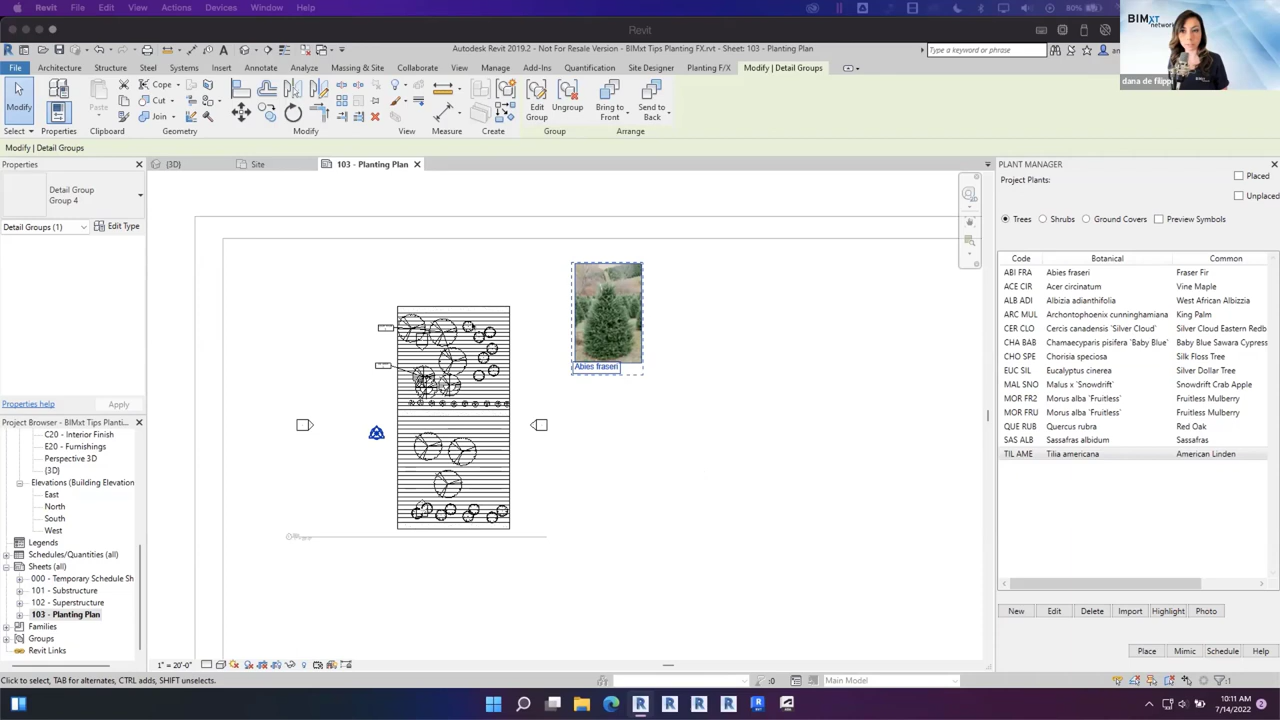 File Edit View Actions Devices Window Help 80%
Revit
Autodesk Revit 2019.2 - Not For Resale Version - BIMxt Tips Planting FX.rvt - Sheet: 103 - Planting Plan
Type a keyword or phrase
BIMxt
network
dana de filippi
File Architecture Structure Steel Systems Insert Annotate Analyze Massing & Site Collaborate View Manage Add-Ins Quantification Site Designer Planting F/X Modify | Detail Groups
Modify Paste Cope Cut Join Edit Group Ungroup Bring to Front Send to Back
Select Properties Clipboard Geometry Modify View Measure Create Group Arrange
Modify | Detail Groups
Properties
Detail Group
Group 4
Detail Groups (1) Edit Type
Properties help Apply
Project Browser - BIMxt Tips Planti...
C20 - Interior Finish
E20 - Furnishings
Perspective 3D
{3D}
Elevations (Building Elevation
East
North
South
West
Legends
Schedules/Quantities (all)
Sheets (all)
000 - Temporary Schedule Sh
101 - Substructure
102 - Superstructure
103 - Planting Plan
Families
Groups
Revit Links
{3D} Site 103 - Planting Plan
Abies fraseri
1" = 20'-0"
PLANT MANAGER
Project Plants: Placed
Unplaced
Trees Shrubs Ground Covers Preview Symbols
Code Botanical Common
ABI FRA Abies fraseri Fraser Fir
ACE CIR Acer circinatum Vine Maple
ALB ADI Albizia adianthifolia West African Albizzia
ARC MUL Archontophoenix cunninghamiana King Palm
CER CLO Cercis canadensis `Silver Cloud` Silver Cloud Eastern Redb
CHA BAB Chamaecyparis pisifera `Baby Blue` Baby Blue Sawara Cypress
CHO SPE Chorisia speciosa Silk Floss Tree
EUC SIL Eucalyptus cinerea Silver Dollar Tree
MAL SNO Malus x `Snowdrift` Snowdrift Crab Apple
MOR FR2 Morus alba `Fruitless` Fruitless Mulberry
MOR FRU Morus alba `Fruitless` Fruitless Mulberry
QUE RUB Quercus rubra Red Oak
SAS ALB Sassafras albidum Sassafras
TIL AME Tilia americana American Linden
New Edit Delete Import Highlight Photo
Place Mimic Schedule Help
Click to select, TAB for alternates, CTRL adds, SHIFT unselects. :0 Main Model :1
10:11 AM
7/14/2022